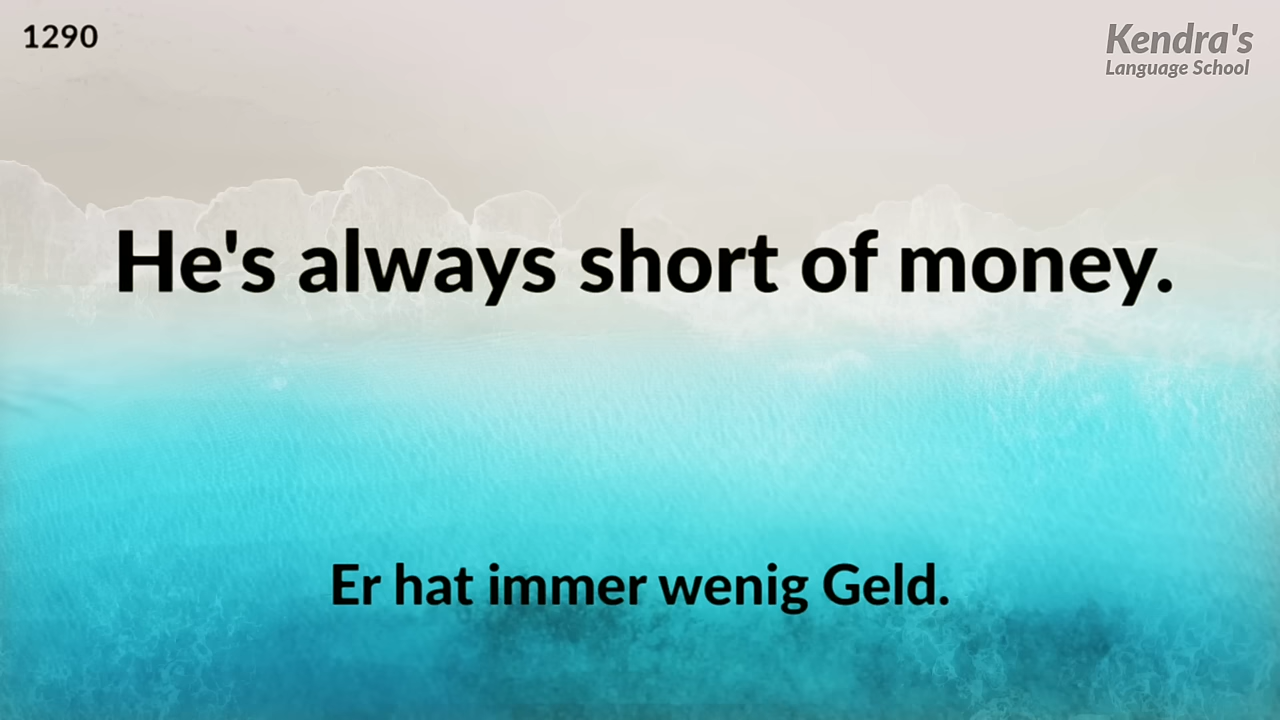 1290
Kendra's
Language School
He's always short of money.
Er hat immer wenig Geld.